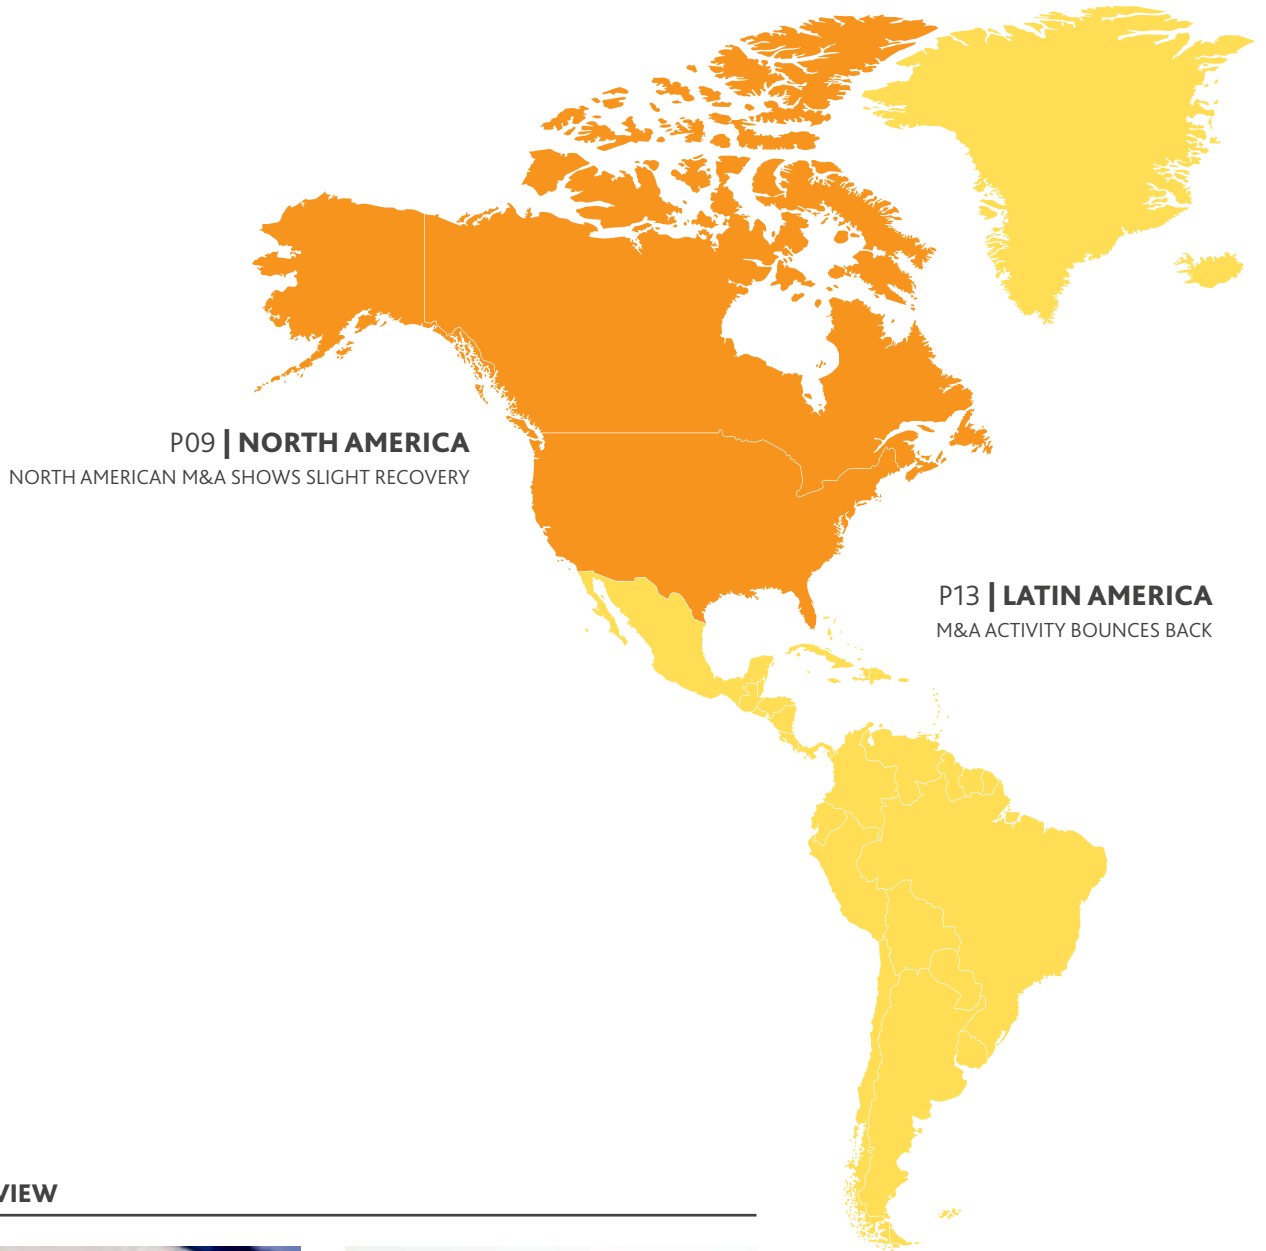 P09 | NORTH AMERICA
NORTH AMERICAN M&A SHOWS SLIGHT RECOVERY
P13 | LATIN AMERICA
M&A ACTIVITY BOUNCES BACK
VIEW